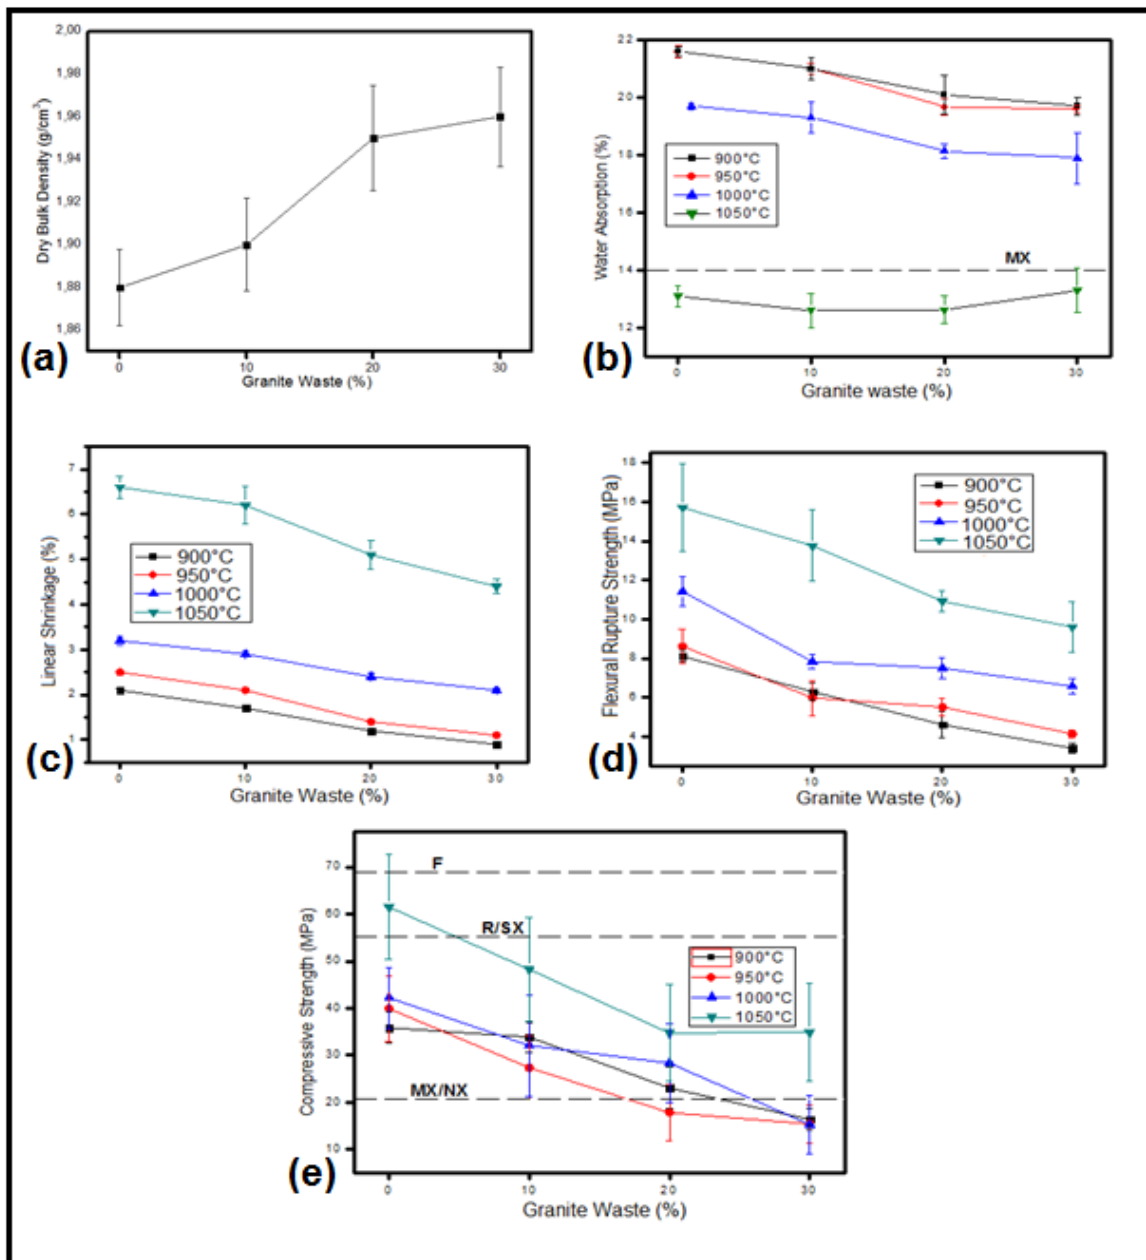 2,00
1,98
1,96
1,94
1,92
1,90
1,88
1,86
Dry Bulk Density (g/cm³)
0 10 20 30
Granite Waste (%)
(a)
22
20
18
16
14
12
Water Absorption (%)
900°C
950°C
1000°C
1050°C
MX
0 10 20 30
Granite waste (%)
(b)
7
6
5
4
3
2
1
Linear Shrinkage (%)
900°C
950°C
1000°C
1050°C
0 10 20 30
Granite Waste (%)
(c)
18
16
14
12
10
8
6
4
Flexural Rupture Strength (MPa)
900°C
950°C
1000°C
1050°C
0 10 20 30
Granite Waste (%)
(d)
70
60
50
40
30
20
10
Compressive Strength (MPa)
F
R/SX
MX/NX
900°C
950°C
1000°C
1050°C
0 10 20 30
Granite Waste (%)
(e)